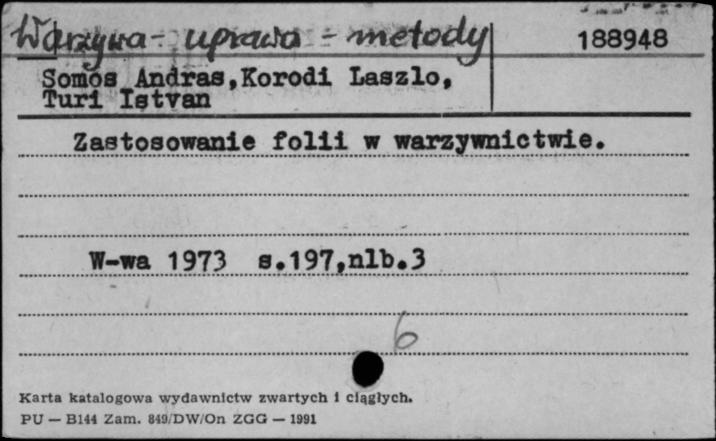 Warzywa - uprawa - metody 188948
Somos Andras,Korodi Laszlo,
Turi Istvan
Zastosowanie folii w warzywnictwie.
W-wa 1973 s.197,nlb.3
6
Karta katalogowa wydawnictw zwartych i ciągłych.
PU — B144 Zam. 849/DW/On ZGG — 1991